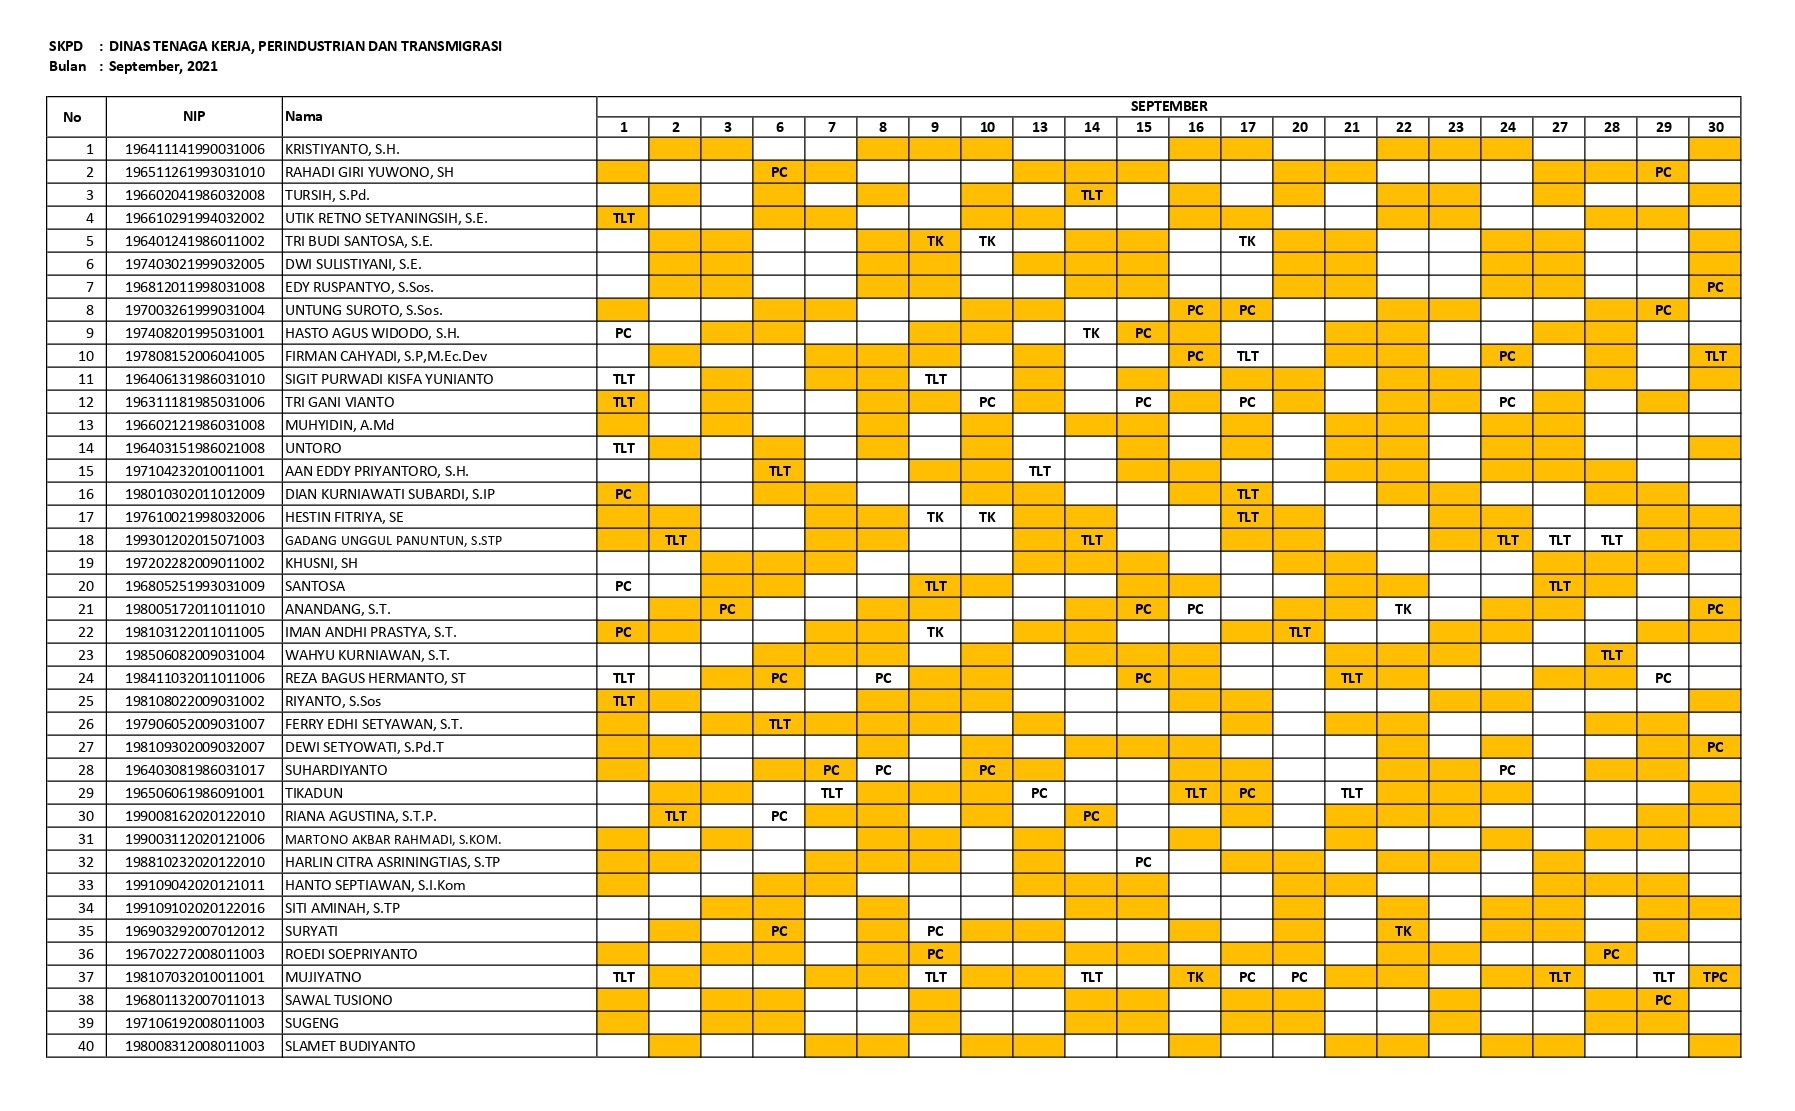 SKPD : DINAS TENAGA KERJA, PERINDUSTRIAN DAN TRANSMIGRASI
Bulan : September, 2021
No NIP Nama SEPTEMBER
1 2 3 6 7 8 9 10 13 14 15 16 17 20 21 22 23 24 27 28 29 30
1 196411141990031006 KRISTIYANTO, S.H.
2 196511261993031010 RAHADI GIRI YUWONO, SH PC PC
3 196602041986032008 TURSIH, S.Pd. TLT
4 196610291994032002 UTIK RETNO SETYANINGSIH, S.E. TLT
5 196401241986011002 TRI BUDI SANTOSA, S.E. TK TK TK
6 197403021999032005 DWI SULISTIYANI, S.E.
7 196812011998031008 EDY RUSPANTYO, S.Sos. PC
8 197003261999031004 UNTUNG SUROTO, S.Sos. PC PC PC
9 197408201995031001 HASTO AGUS WIDODO, S.H. PC TK PC
10 197808152006041005 FIRMAN CAHYADI, S.P,M.Ec.Dev PC TLT PC TLT
11 196406131986031010 SIGIT PURWADI KISFA YUNIANTO TLT TLT
12 196311181985031006 TRI GANI VIANTO TLT PC PC PC PC
13 196602121986031008 MUHYIDIN, A.Md
14 196403151986021008 UNTORO TLT
15 197104232010011001 AAN EDDY PRIYANTORO, S.H. TLT TLT
16 198010302011012009 DIAN KURNIAWATI SUBARDI, S.IP PC TLT
17 197610021998032006 HESTIN FITRIYA, SE TK TK TLT
18 199301202015071003 GADANG UNGGUL PANUNTUN, S.STP TLT TLT TLT TLT TLT
19 197202282009011002 KHUSNI, SH
20 196805251993031009 SANTOSA PC TLT TLT
21 198005172011011010 ANANDANG, S.T. PC PC PC TK PC
22 198103122011011005 IMAN ANDHI PRASTYA, S.T. PC TK TLT
23 198506082009031004 WAHYU KURNIAWAN, S.T. TLT
24 198411032011011006 REZA BAGUS HERMANTO, ST TLT PC PC PC TLT PC
25 198108022009031002 RIYANTO, S.Sos TLT
26 197906052009031007 FERRY EDHI SETYAWAN, S.T. TLT
27 198109302009032007 DEWI SETYOWATI, S.Pd.T PC
28 196403081986031017 SUHARDIYANTO PC PC PC PC
29 196506061986091001 TIKADUN TLT PC TLT PC TLT
30 199008162020122010 RIANA AGUSTINA, S.T.P. TLT PC PC
31 199003112020121006 MARTONO AKBAR RAHMADI, S.KOM.
32 198810232020122010 HARLIN CITRA ASRININGTIAS, S.TP PC
33 199109042020121011 HANTO SEPTIAWAN, S.I.Kom
34 199109102020122016 SITI AMINAH, S.TP
35 196903292007012012 SURYATI PC PC TK
36 196702272008011003 ROEDI SOEPRIYANTO PC PC
37 198107032010011001 MUJIYATNO TLT TLT TLT TK PC PC TLT TLT TPC
38 196801132007011013 SAWAL TUSIONO PC
39 197106192008011003 SUGENG
40 198008312008011003 SLAMET BUDIYANTO